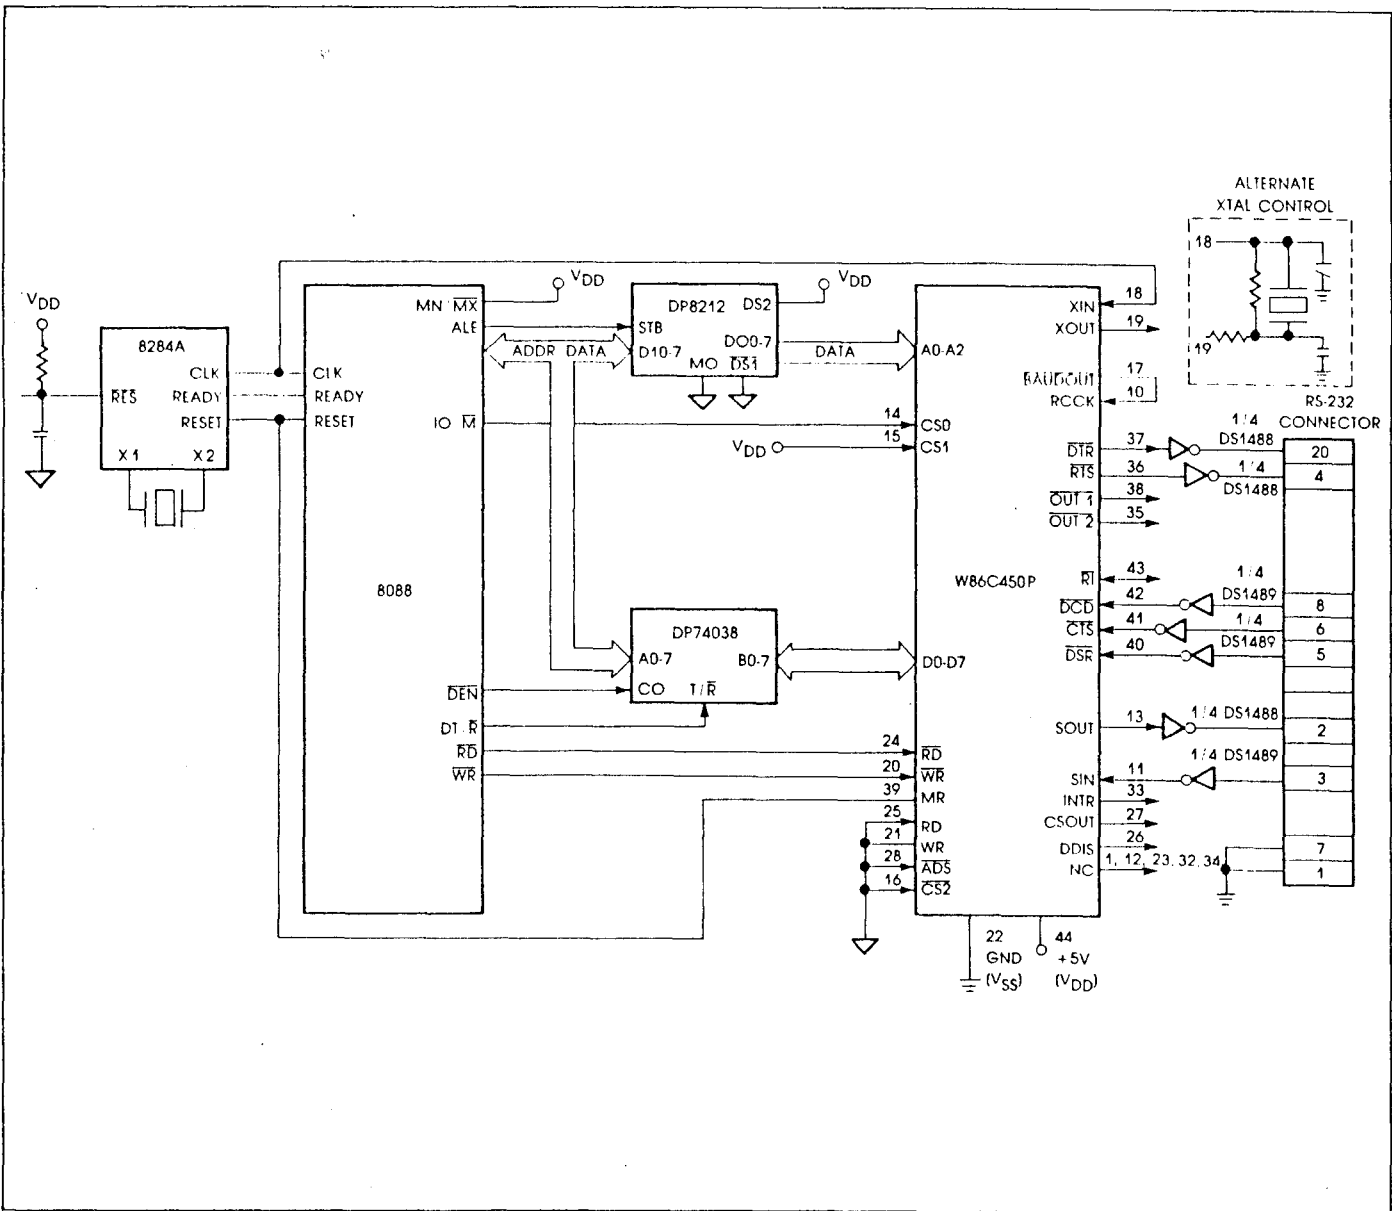 ALTERNATE
XTAL CONTROL
18
19
V DD
8284A
CLK
RES
READY
RESET
X1
X2
MN MX
ALE
ADDR DATA
CLK
READY
RESET
IO M
8088
DEN
DT R
RD
WR
V DD
DP8212
DS2
STB
D10-7
DO0-7
MO
DS1
V DD
DATA
V DD
DP74038
A0-7
B0-7
CO
T/R
14
15
24
20
39
25
21
28
16
A0-A2
CS0
CS1
W86C450P
D0-D7
RD
WR
MR
RD
WR
ADS
CS2
XIN
18
XOUT
19
BAUDOUT
17
RCCK
10
DTR
37
RTS
36
OUT 1
38
OUT 2
35
RI
43
DCD
42
CTS
41
DSR
40
SOUT
13
SIN
11
INTR
33
CSOUT
27
DDIS
26
NC
1, 12, 23, 32, 34,
22
GND
(VSS)
44
+5V
(VDD)
RS-232
CONNECTOR
1/4
DS1488
1/4
DS1488
1/4
DS1489
1/4
DS1489
1/4 DS1488
1/4 DS1489
20
4
8
6
5
2
3
7
1